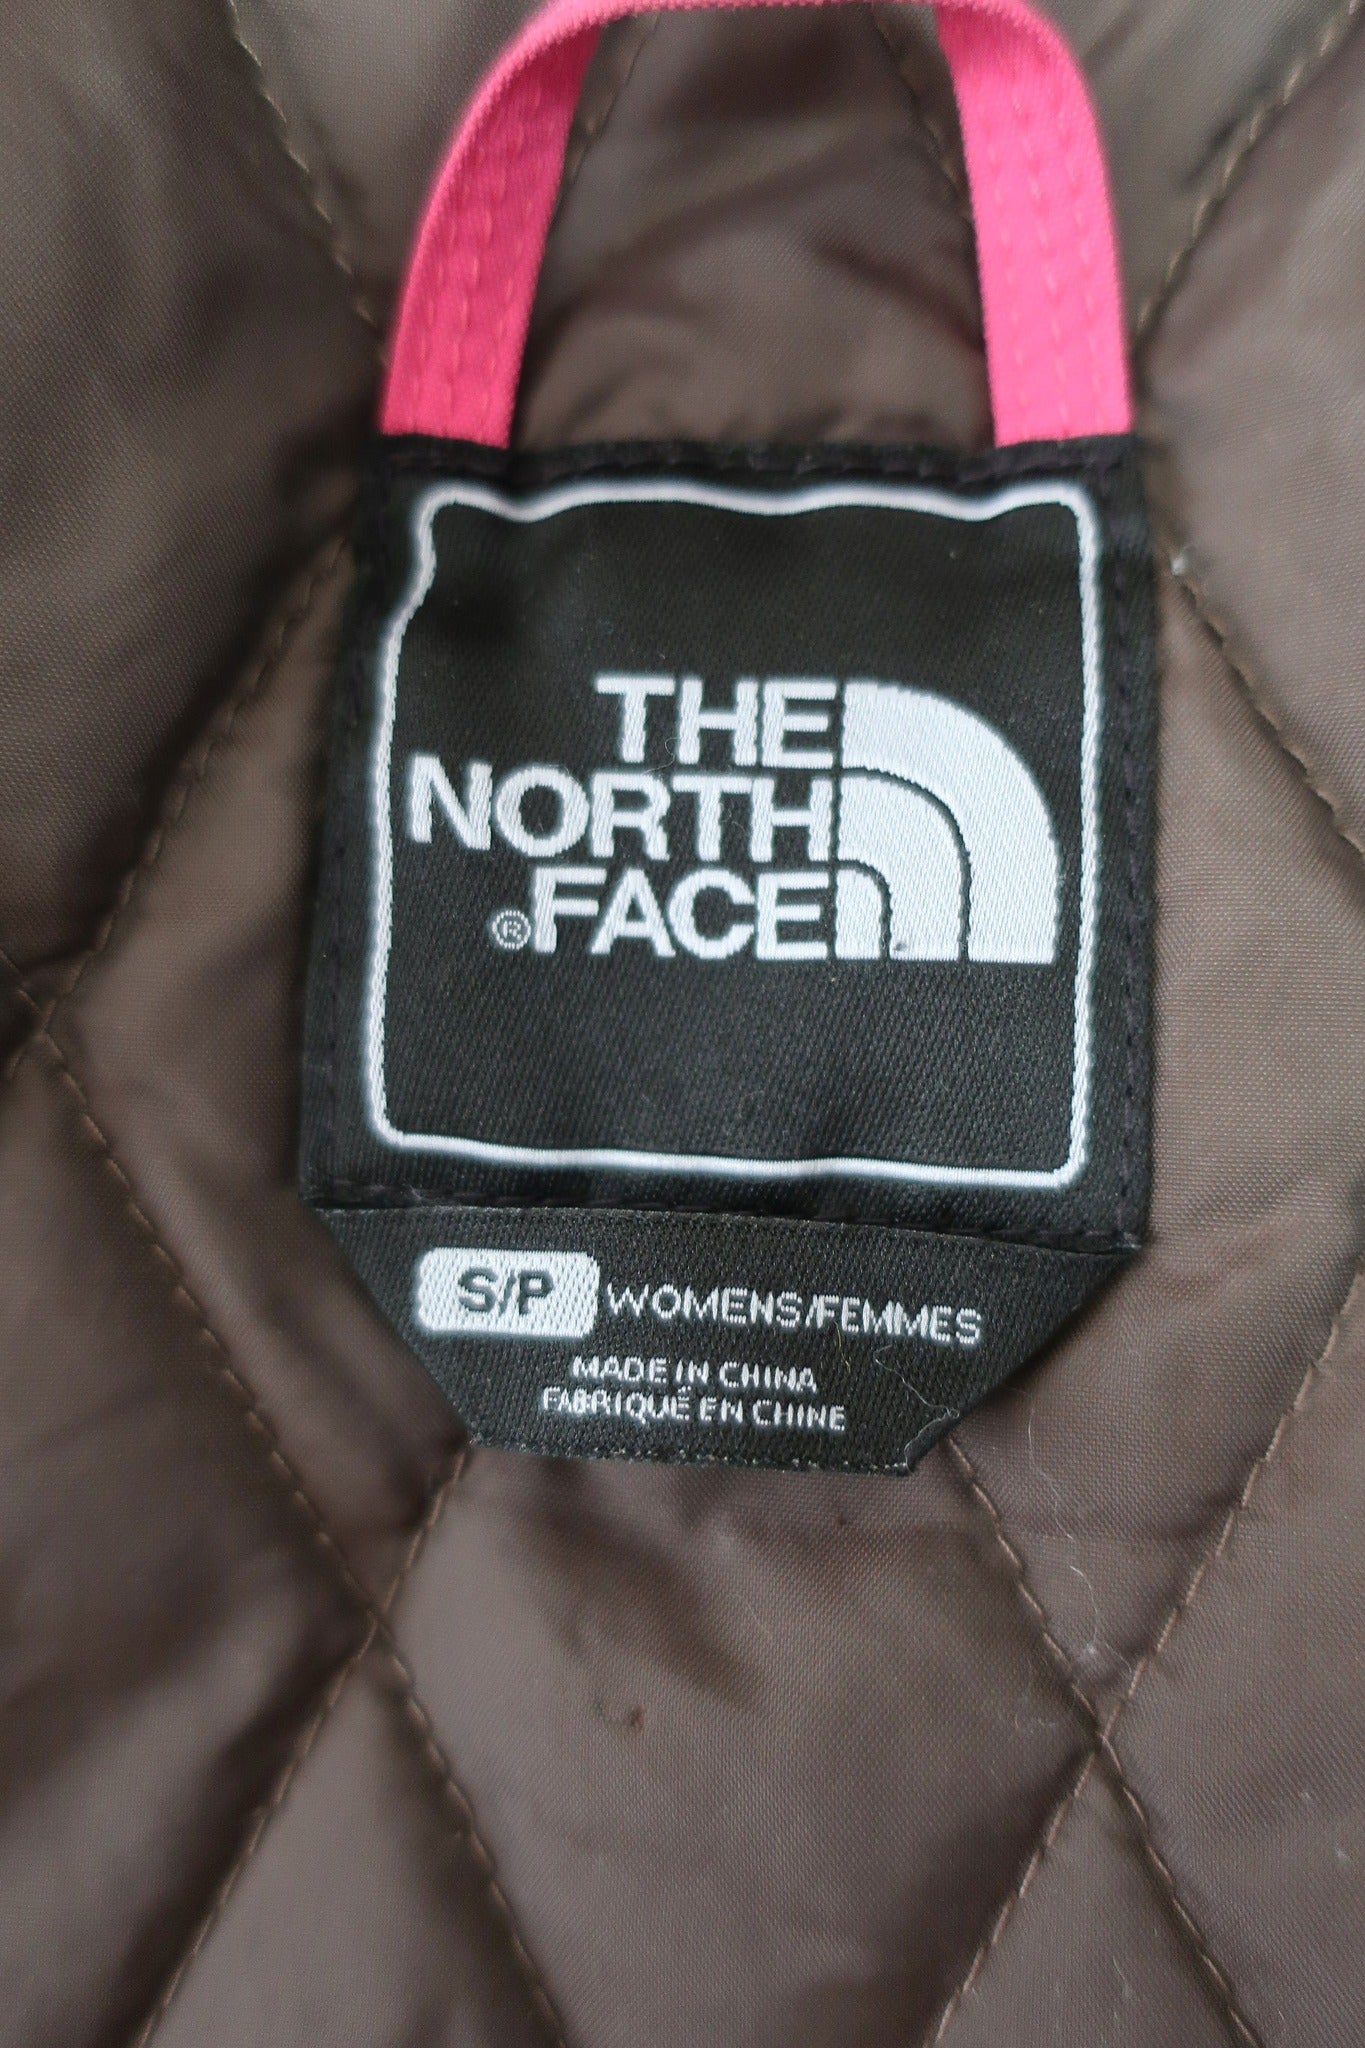 THE
NORTH
® FACE
S/P WOMENS/FEMMES
MADE IN CHINA
FABRIQUÉ EN CHINE